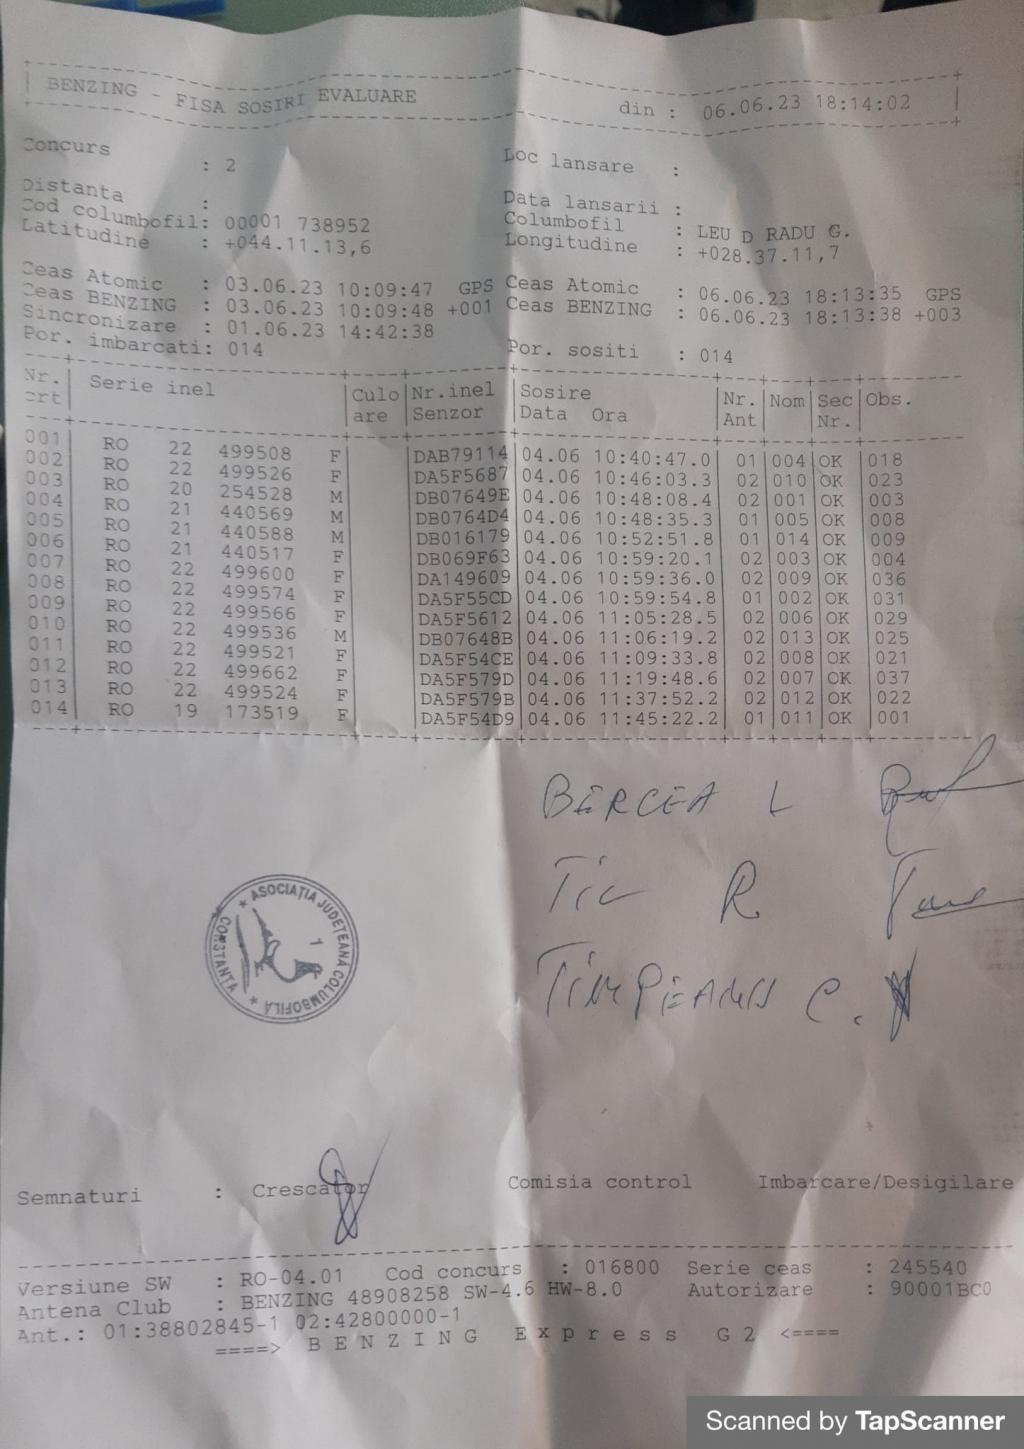 BENZING - FISA SOSIRI EVALUARE din : 06.06.23 18:14:02
Concurs : 2 Loc lansare :
Distanta : Data lansarii :
Cod columbofil: 00001 738952 Columbofil : LEU D RADU G.
Latitudine : +044.11.13,6 Longitudine : +028.37.11,7
Ceas Atomic : 03.06.23 10:09:47 GPS Ceas Atomic : 06.06.23 18:13:35 GPS
Ceas BENZING : 03.06.23 10:09:48 +001 Ceas BENZING : 06.06.23 18:13:38 +003
Sincronizare : 01.06.23 14:42:38
Por. imbarcati: 014 Por. sositi : 014
Nr. Serie inel Culo Nr.inel Sosire Nr. Nom Sec Obs.
crt are Senzor Data Ora Ant Nr.
001 RO 22 499508 F DAB79114 04.06 10:40:47.0 01 004 OK 018
002 RO 22 499526 F DA5F5687 04.06 10:46:03.3 02 010 OK 023
003 RO 20 254528 M DB07649E 04.06 10:48:08.4 02 001 OK 003
004 RO 21 440569 M DB0764D4 04.06 10:48:35.3 01 005 OK 008
005 RO 21 440588 M DB016179 04.06 10:52:51.8 01 014 OK 009
006 RO 21 440517 F DB069F63 04.06 10:59:20.1 02 003 OK 004
007 RO 22 499600 F DA149609 04.06 10:59:36.0 02 009 OK 036
008 RO 22 499574 F DA5F55CD 04.06 10:59:54.8 01 002 OK 031
009 RO 22 499566 F DA5F5612 04.06 11:05:28.5 02 006 OK 029
010 RO 22 499536 M DB07648B 04.06 11:06:19.2 02 013 OK 025
011 RO 22 499521 F DA5F54CE 04.06 11:09:33.8 02 008 OK 021
012 RO 22 499662 F DA5F579D 04.06 11:19:48.6 02 007 OK 037
013 RO 22 499524 F DA5F579B 04.06 11:37:52.2 02 012 OK 022
014 RO 19 173519 F DA5F54D9 04.06 11:45:22.2 01 011 OK 001
BERCEA L
Tic R
TIMPEANU C.
ASOCIAŢIA JUDEŢEANĂ COLUMBOFILĂ
CONSTANŢA
1
Semnaturi : Crescator Comisia control Imbarcare/Desigilare
Versiune SW : RO-04.01 Cod concurs : 016800 Serie ceas : 245540
Antena Club : BENZING 48908258 SW-4.6 HW-8.0 Autorizare : 90001BC0
Ant.: 01:38802845-1 02:42800000-1
====> B E N Z I N G E x p r e s s G 2 <====
Scanned by TapScanner